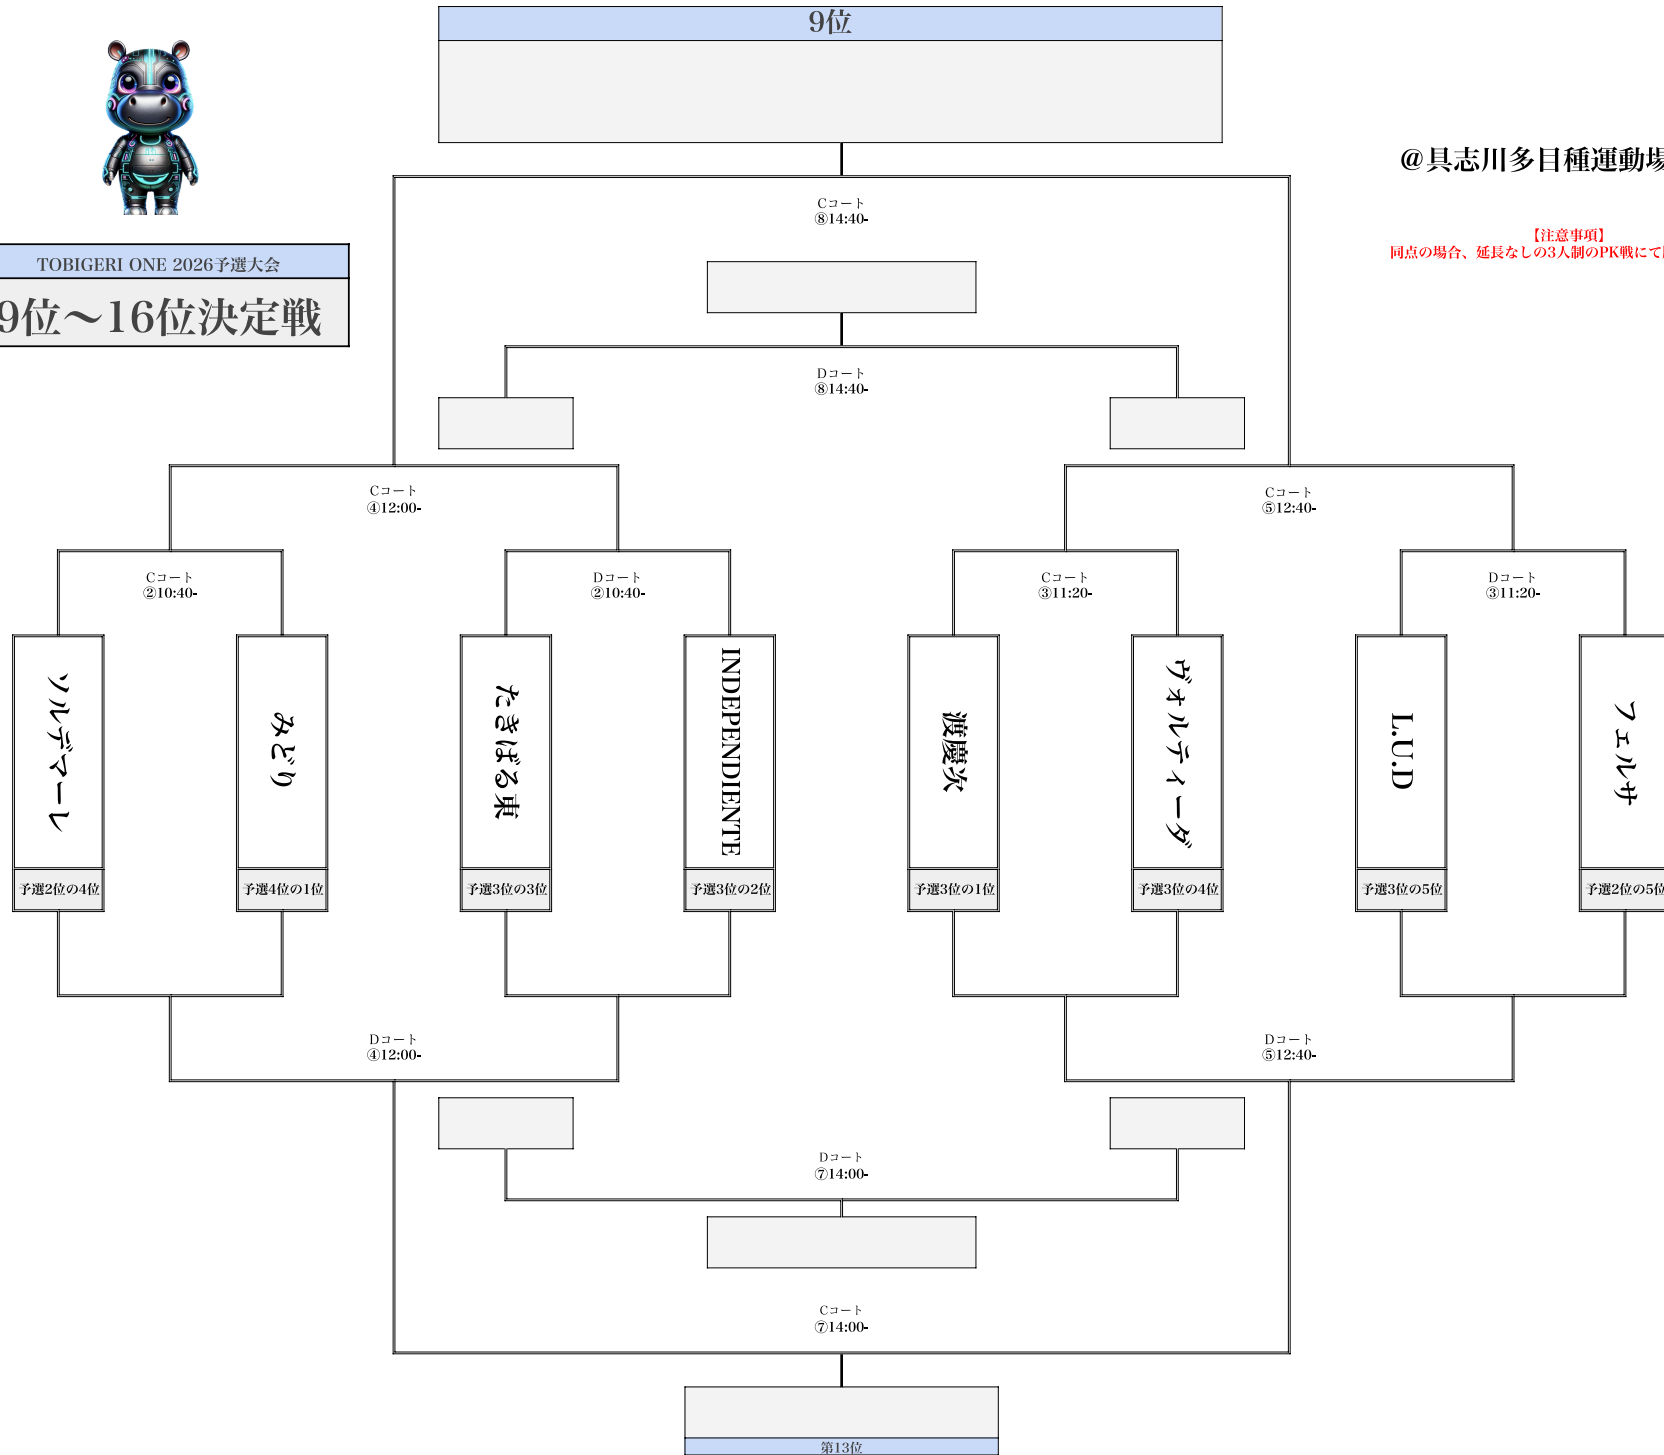 9位
@具志川多目種運動場
【注意事項】
同点の場合、延長なしの3人制のPK戦にて
TOBIGERI ONE 2026予選大会
9位〜16位決定戦
Cコート
⑧14:40-
Dコート
⑧14:40-
Cコート
④12:00-
Cコート
⑤12:40-
Cコート
②10:40-
Dコート
②10:40-
Cコート
③11:20-
Dコート
③11:20-
ソルデマーレ
みどり
たきばる東
INDEPENDIENTE
渡慶次
ヴォルティーダ
L.U.D
フェルサ
予選2位の4位
予選4位の1位
予選3位の3位
予選3位の2位
予選3位の1位
予選3位の4位
予選3位の5位
予選2位の5位
Dコート
④12:00-
Dコート
⑤12:40-
Dコート
⑦14:00-
Cコート
⑦14:00-
第13位